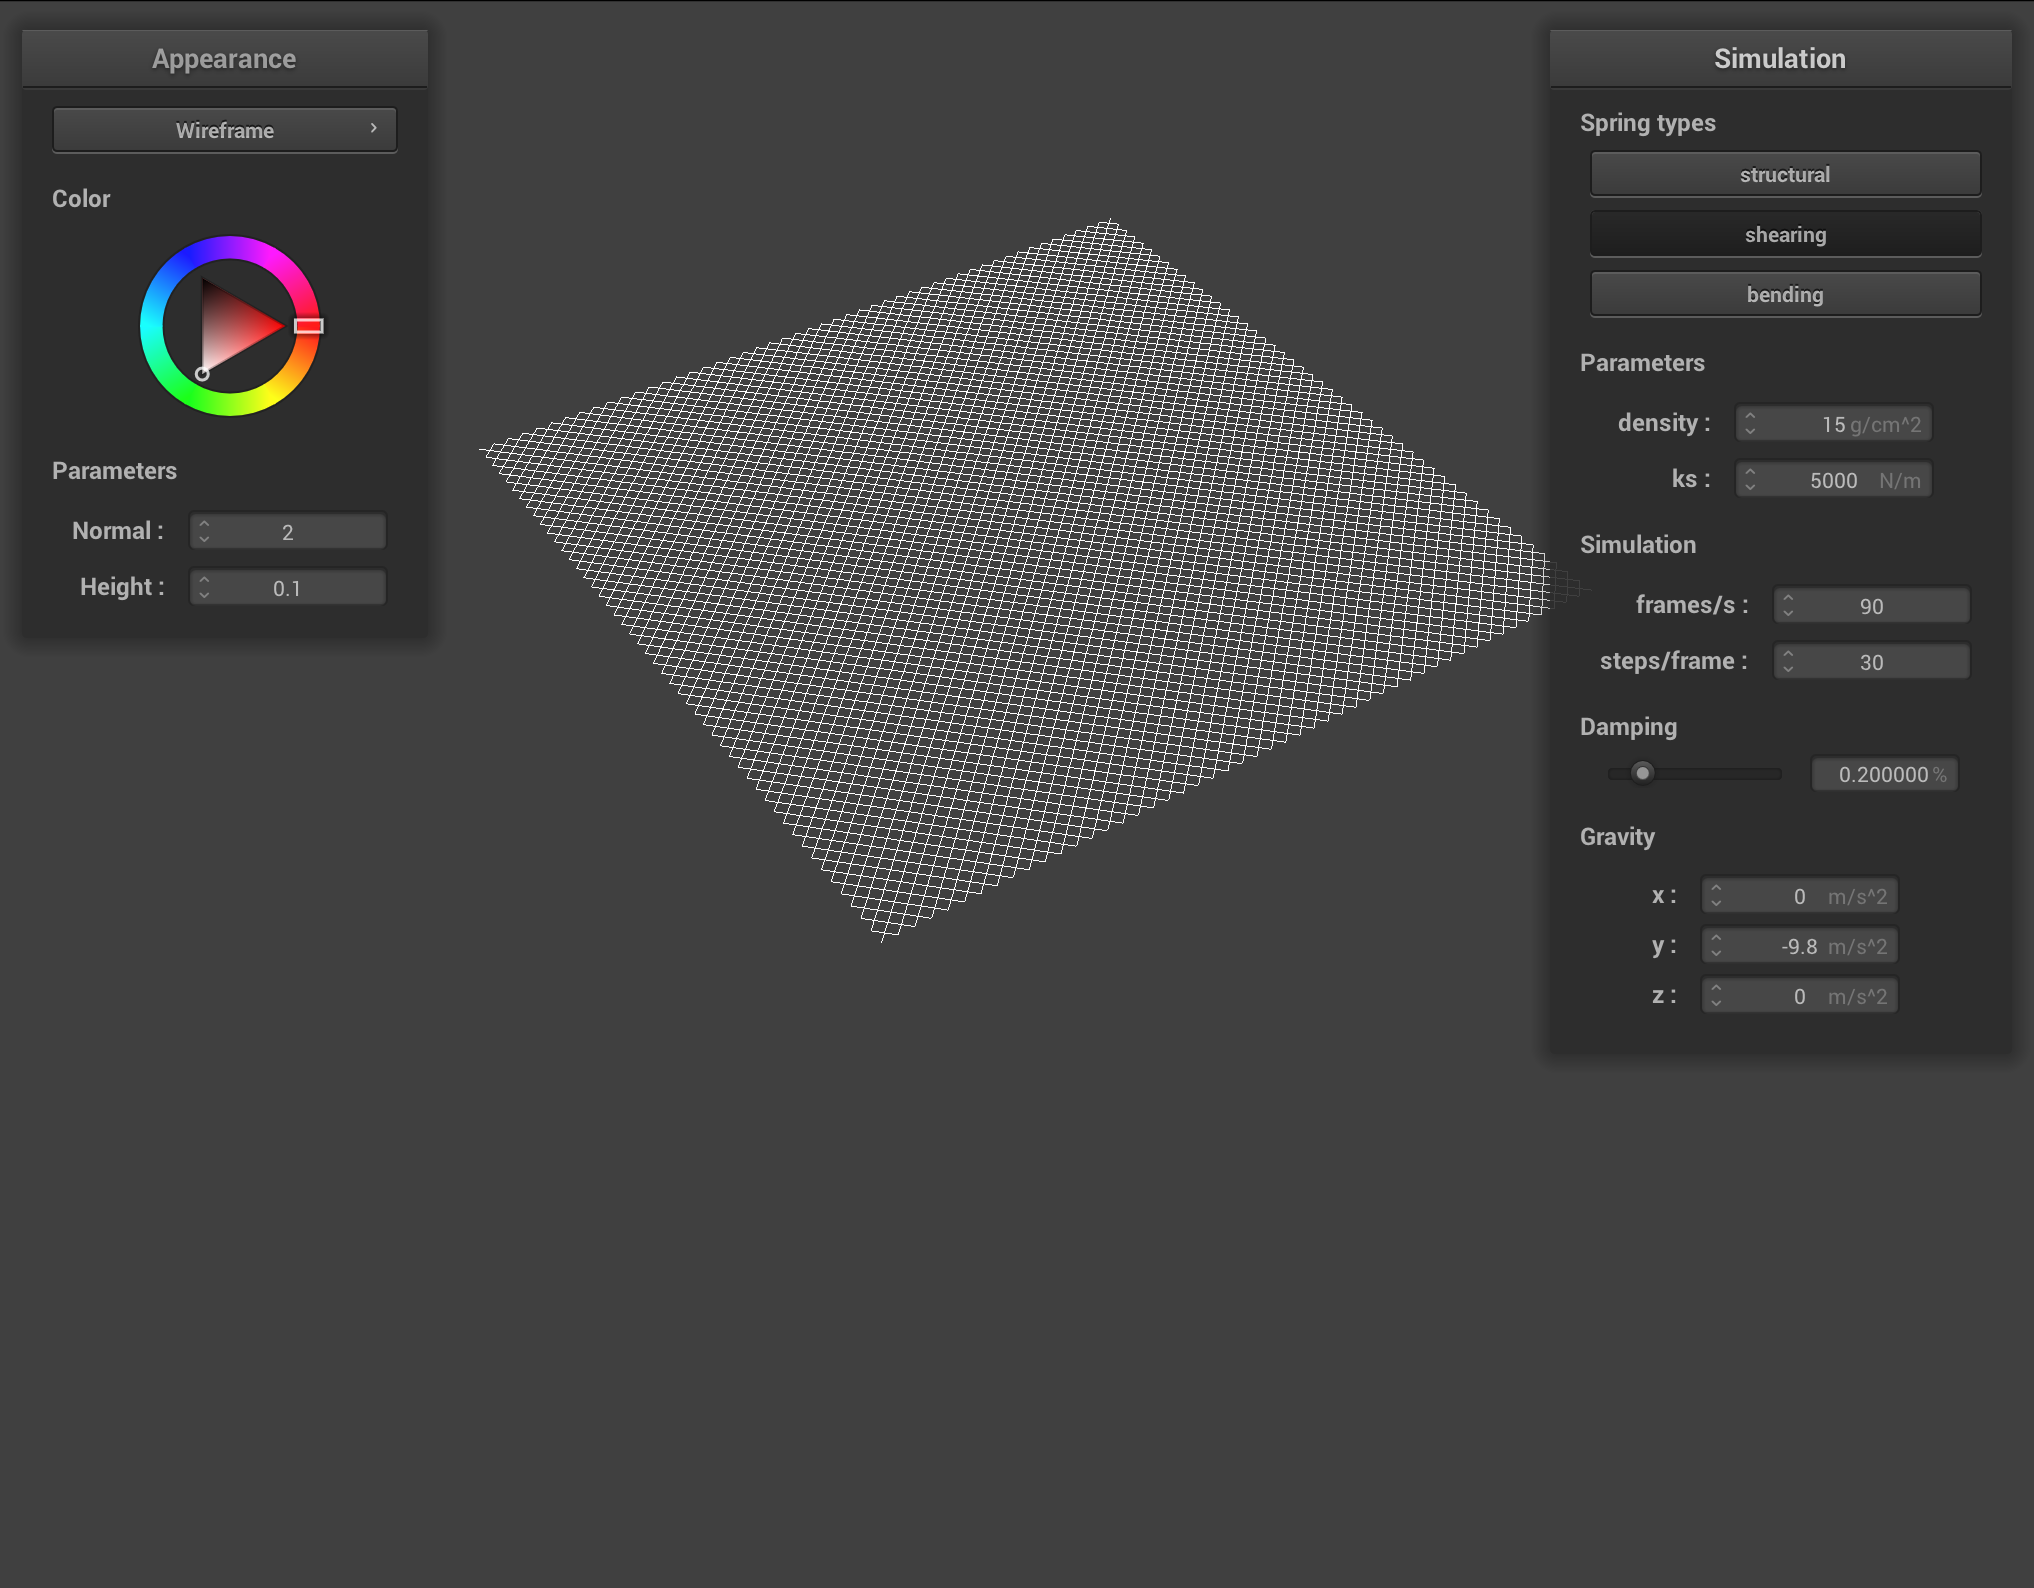 Appearance
Wireframe
Color
Parameters
Normal : 2
Height : 0.1
Simulation
Spring types
structural
shearing
bending
Parameters
density : 15 g/cm^2
ks : 5000 N/m
Simulation
frames/s : 90
steps/frame : 30
Damping
0.200000 %
Gravity
x : 0 m/s^2
y : -9.8 m/s^2
z : 0 m/s^2